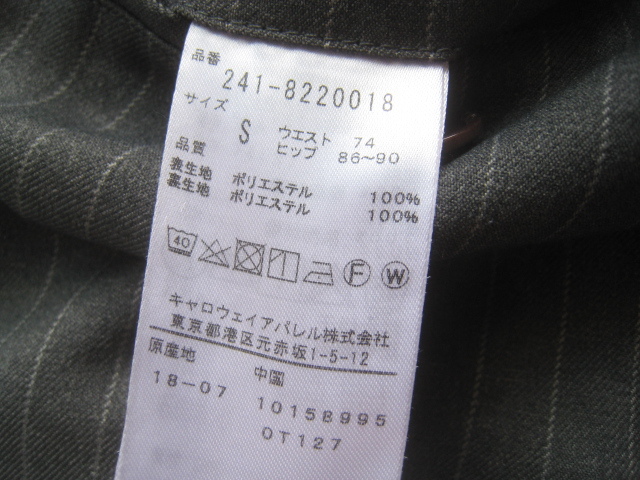 品番
241-8220018
サイズ
S ウエスト 74
ヒップ 86~90
品質
表生地 ポリエステル 100%
裏生地 ポリエステル 100%
40 F W
キャロウェイアパレル株式会社
東京都港区元赤坂1-5-12
原産地 中国
18-07 10158995
OT127